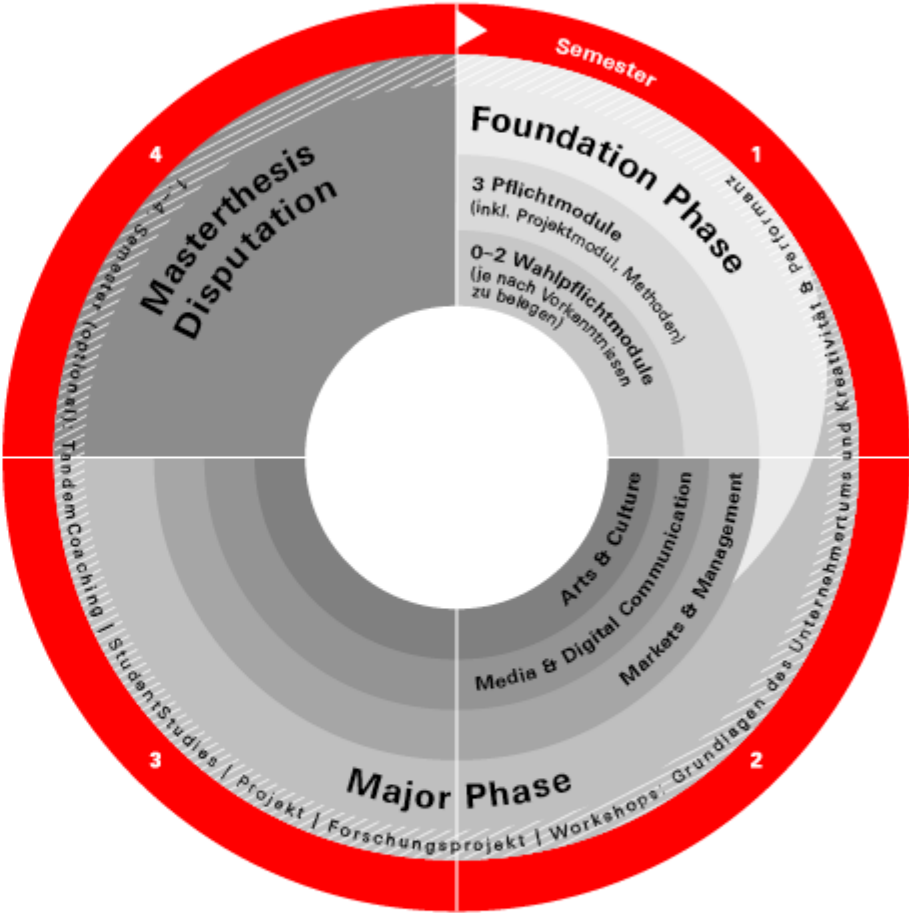 Semester
1
Foundation Phase
3 Pflichtmodule
(inkl. Projektmodul, Methoden)
0–2 Wahlpflichtmodule
(je nach Vorkenntnissen
zu belegen)
2
Arts & Culture
Media & Digital Communication
Markets & Management
Major Phase
3
4
Masterthesis
Disputation
1.–4. Semester (optional): TandemCoaching | StudentStudies | Projekt | Forschungsprojekt | Workshops: Grundlagen des Unternehmertums und Kreativität & Performanz